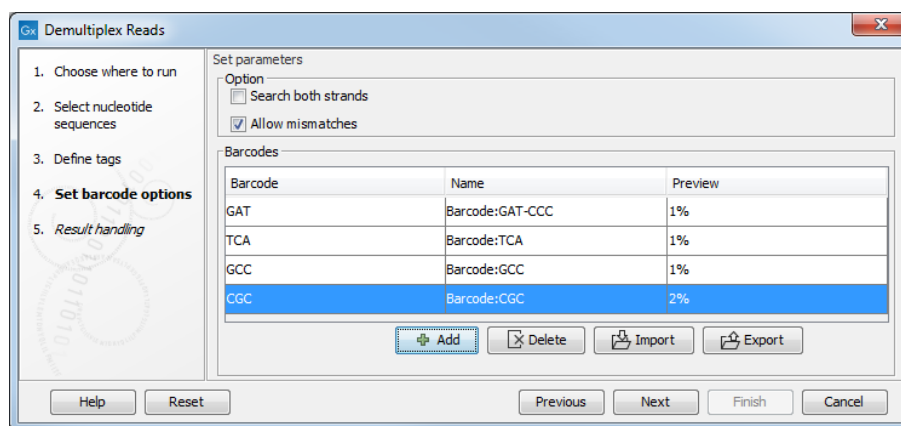 Gx Demultiplex Reads
1. Choose where to run
2. Select nucleotide
sequences
3. Define tags
4. Set barcode options
5. Result handling
Set parameters
Option
Search both strands
Allow mismatches
Barcodes
Barcode Name Preview
GAT Barcode:GAT-CCC 1%
TCA Barcode:TCA 1%
GCC Barcode:GCC 1%
CGC Barcode:CGC 2%
Add Delete Import Export
Help Reset Previous Next Finish Cancel